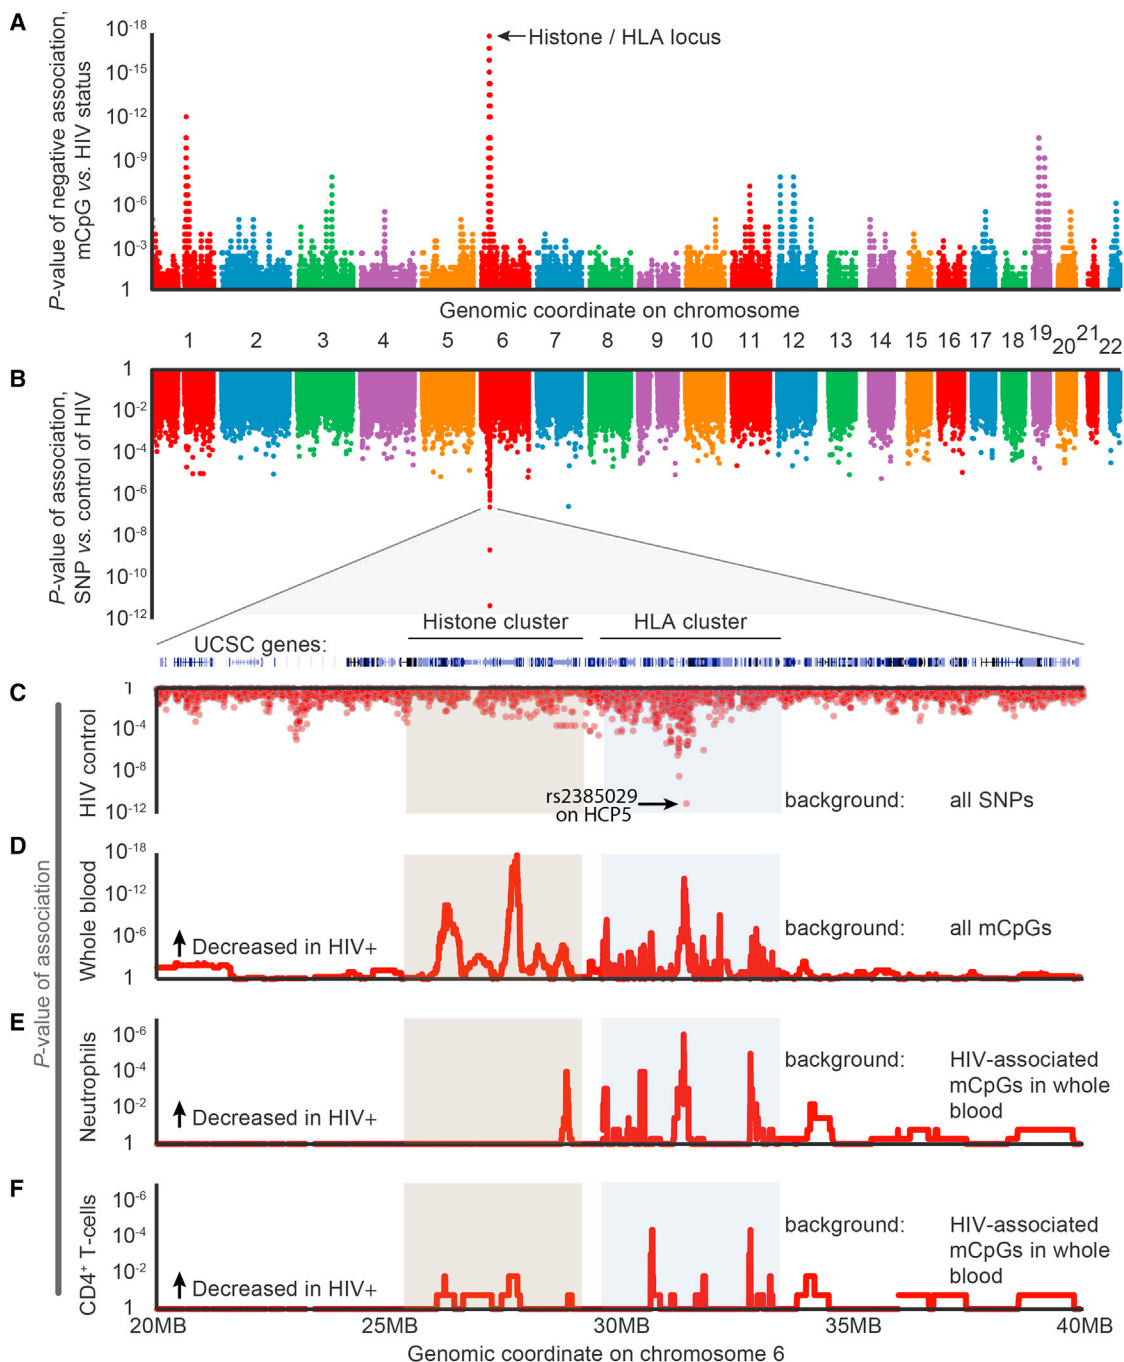 A
P-value of negative association,
mCpG vs. HIV status
10-18
10-15
10-12
10-9
10-6
10-3
1
Histone / HLA locus
Genomic coordinate on chromosome
1 2 3 4 5 6 7 8 9 10 11 12 13 14 15 16 17 18 19 20 21 22
B
P-value of association,
SNP vs. control of HIV
1
10-2
10-4
10-6
10-8
10-10
10-12
Histone cluster
HLA cluster
UCSC genes:
P-value of association
C
HIV control
1
10-4
10-8
10-12
rs2385029
on HCP5
background: all SNPs
D
Whole blood
10-18
10-12
10-6
1
Decreased in HIV+
background: all mCpGs
E
Neutrophils
10-6
10-4
10-2
1
Decreased in HIV+
background: HIV-associated
mCpGs in whole
blood
F
CD4+ T-cells
10-6
10-4
10-2
1
Decreased in HIV+
background: HIV-associated
mCpGs in whole
blood
20MB 25MB 30MB 35MB 40MB
Genomic coordinate on chromosome 6